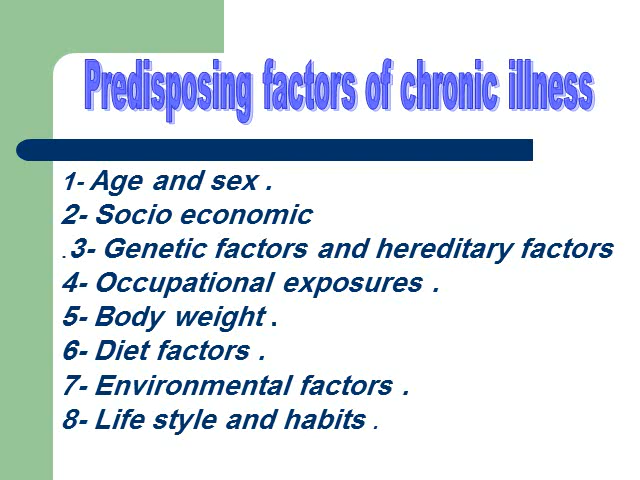 Predisposing factors of chronic illness
1- Age and sex .
2- Socio economic
.3- Genetic factors and hereditary factors
4- Occupational exposures .
5- Body weight .
6- Diet factors .
7- Environmental factors .
8- Life style and habits .